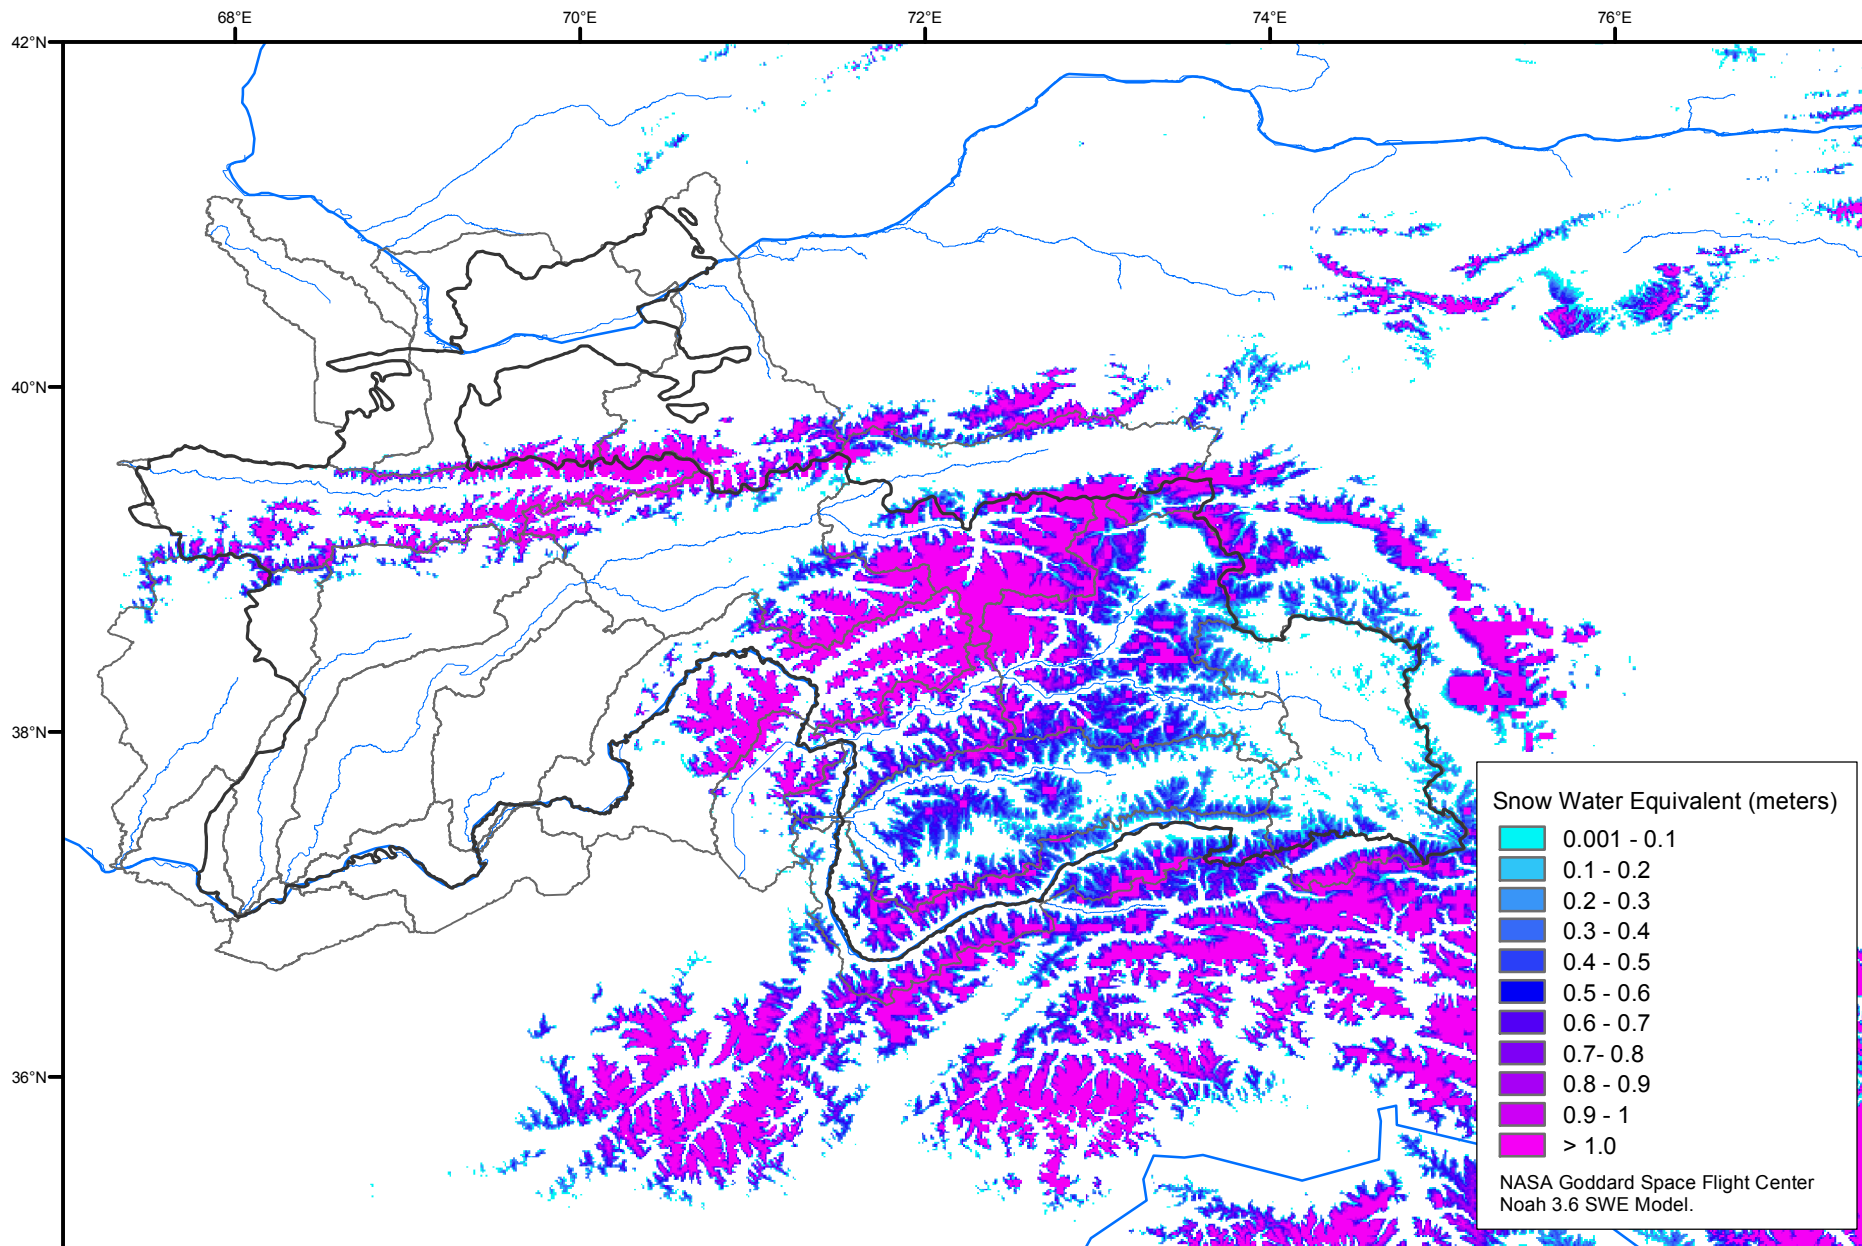 68°E
70°E
72°E
74°E
76°E
42°N
40°N
38°N
36°N
Snow Water Equivalent (meters)
0.001 - 0.1
0.1 - 0.2
0.2 - 0.3
0.3 - 0.4
0.4 - 0.5
0.5 - 0.6
0.6 - 0.7
0.7- 0.8
0.8 - 0.9
0.9 - 1
> 1.0
NASA Goddard Space Flight Center
Noah 3.6 SWE Model.